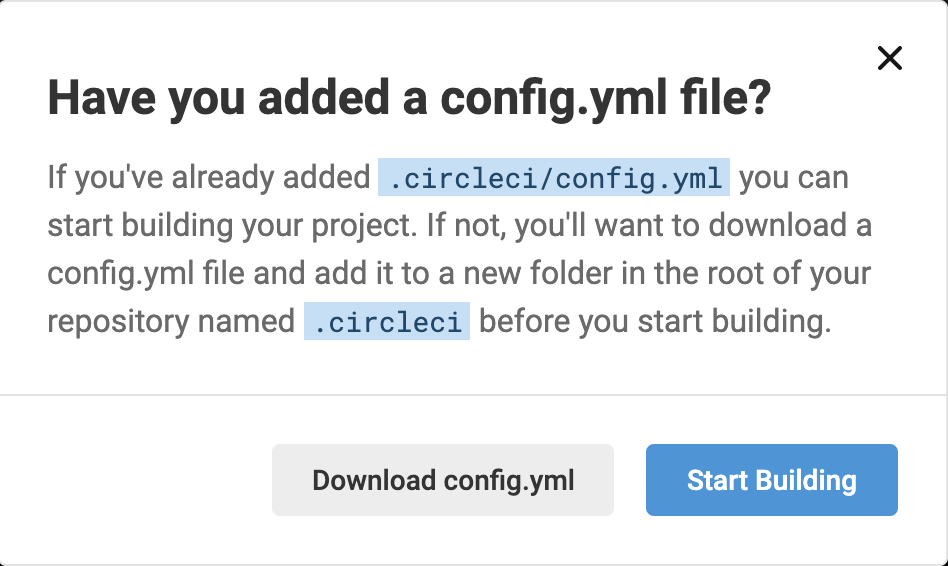 Have you added a config.yml file?
If you've already added .circleci/config.yml you can
start building your project. If not, you'll want to download a
config.yml file and add it to a new folder in the root of your
repository named .circleci before you start building.
Download config.yml
Start Building